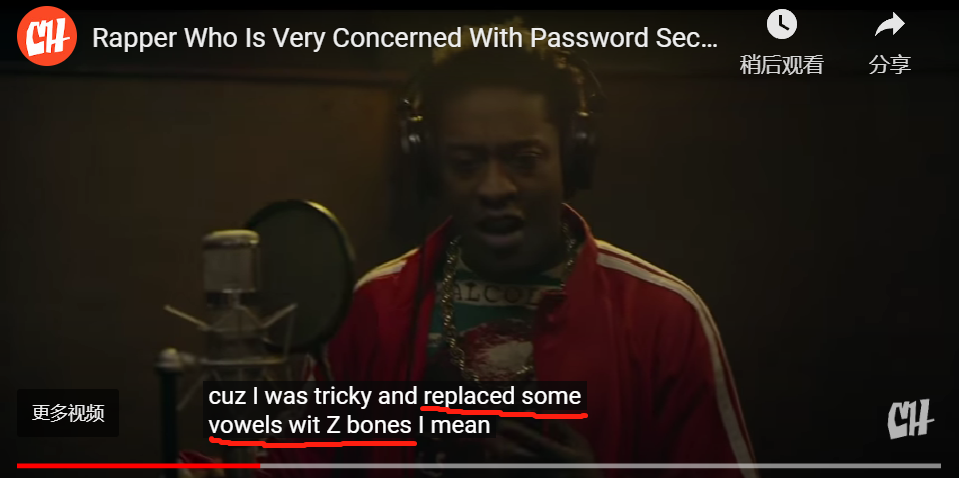 CH
Rapper Who Is Very Concerned With Password Sec...
稍后观看
分享
ALCOL
更多视频
cuz I was tricky and replaced some
vowels wit Z bones I mean
CH